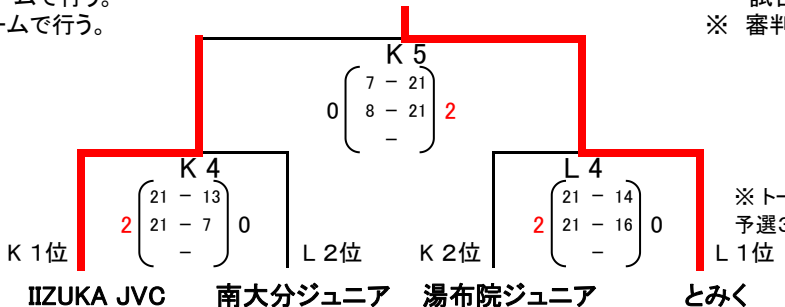 ームで行う。
ームで行う。
試合
※ 審判
K 5
7 － 21
0 8 － 21 2
－
K 4
21 － 13
2 21 － 7 0
－
L 4
21 － 14
2 21 － 16 0
－
※ トー
予選3
K 1位 L 2位 K 2位 L 1位
IIZUKA JVC 南大分ジュニア 湯布院ジュニア とみく